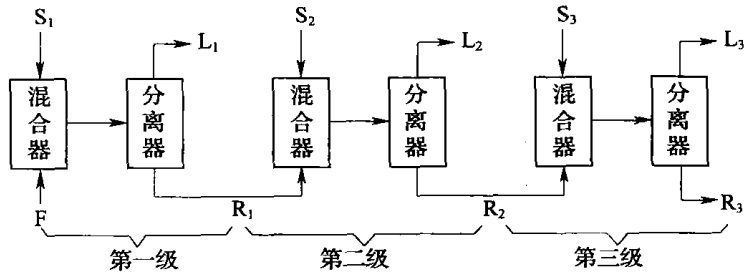 S₁
L₁
S₂
L₂
S₃
L₃
混合器
分离器
混合器
分离器
混合器
分离器
F
R₁
R₂
R₃
第一级
第二级
第三级